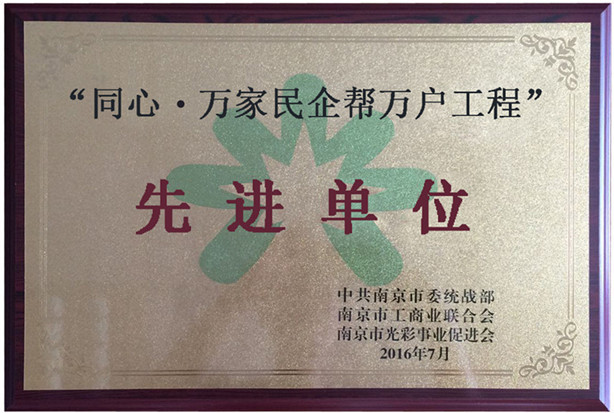 “同心·万家民企帮万户工程”
先进单位
中共南京市委统战部
南京市工商业联合会
南京市光彩事业促进会
2016年7月